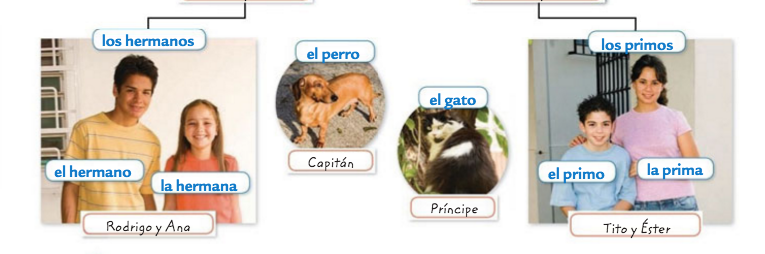 los hermanos
el hermano
la hermana
Rodrigo y Ana
el perro
Capitán
el gato
Príncipe
los primos
el primo
la prima
Tito y Éster